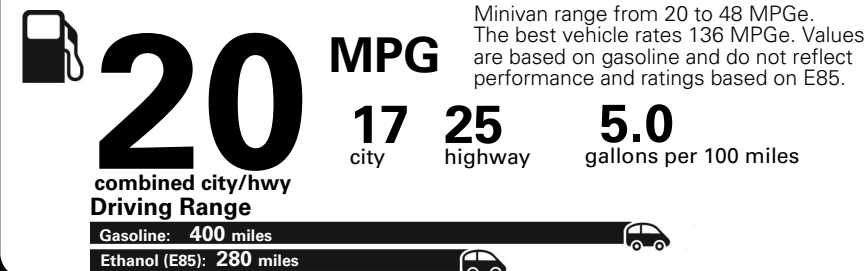 Minivan range from 20 to 48 MPGe.
The best vehicle rates 136 MPGe. Values
are based on gasoline and do not reflect
performance and ratings based on E85.
20 MPG
combined city/hwy
17 city
25 highway
5.0 gallons per 100 miles
Driving Range
Gasoline: 400 miles
Ethanol (E85): 280 miles